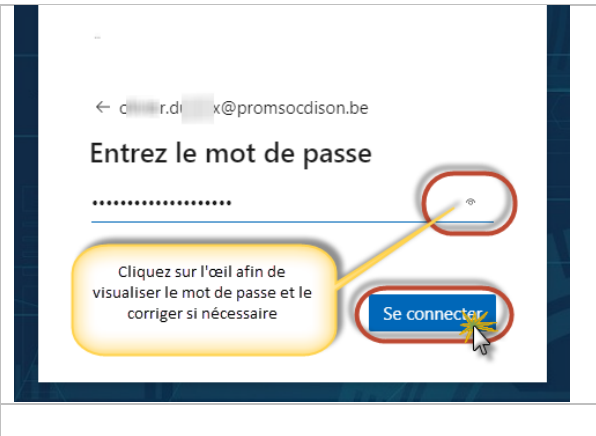 ← r.d x@promsocdison.be
Entrez le mot de passe
••••••••••••••••••••
Cliquez sur l'œil afin de
visualiser le mot de passe et le
corriger si nécessaire
Se connecter